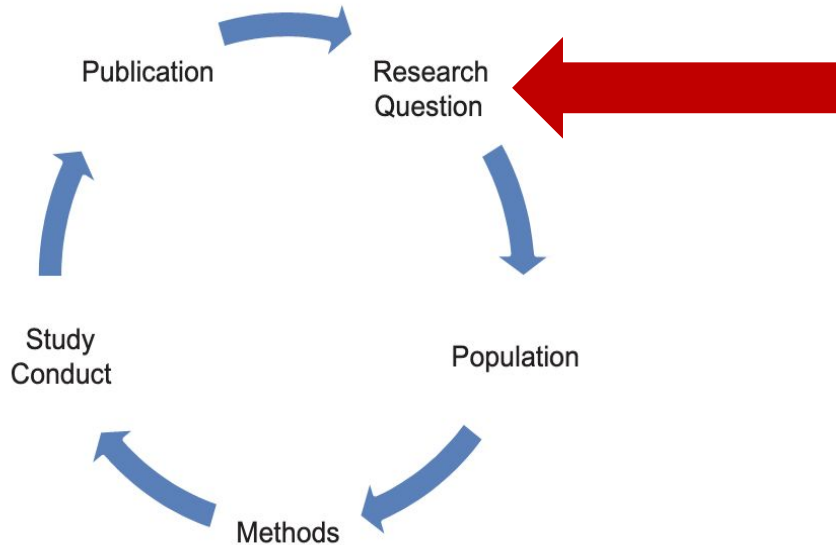 Publication
Research
Question
Population
Methods
Study
Conduct